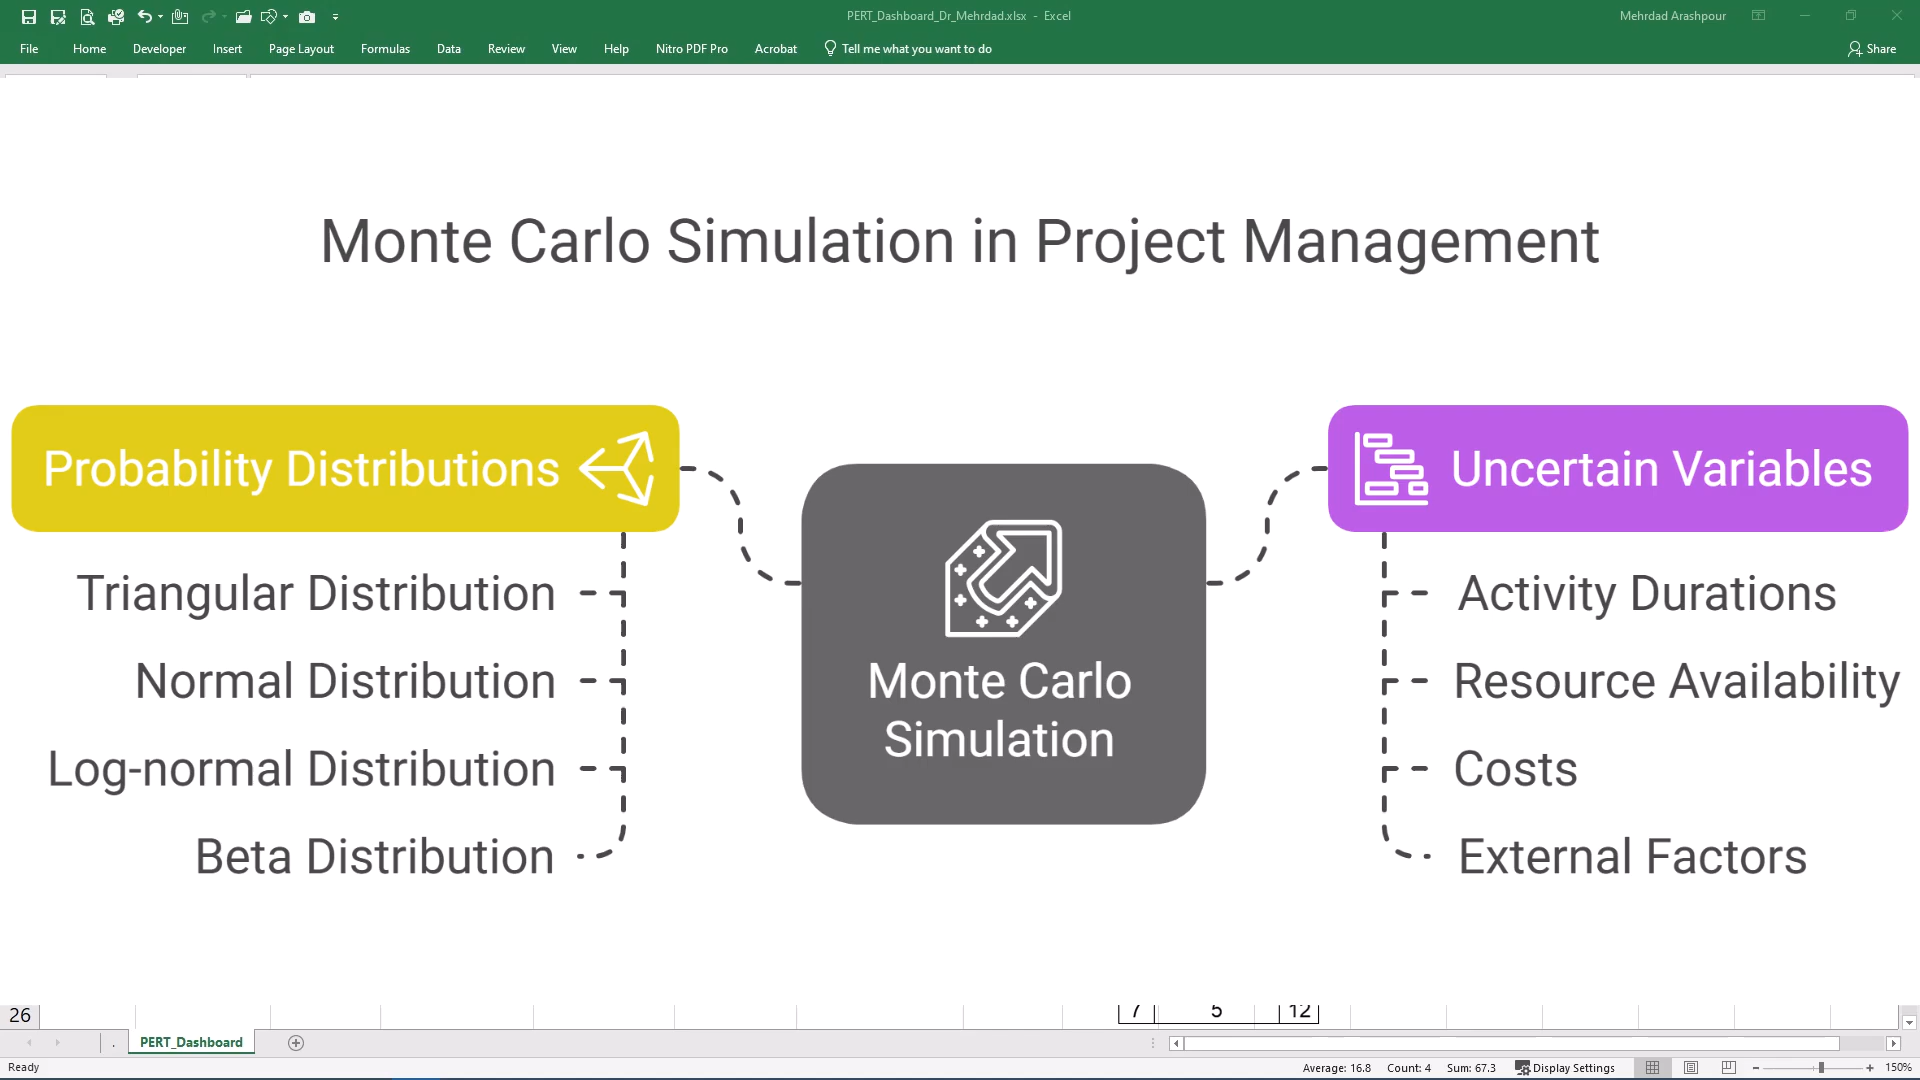 PERT_Dashboard_Dr_Mehrdad.xlsx - Excel
Mehrdad Arashpour
File Home Developer Insert Page Layout Formulas Data Review View Help Nitro PDF Pro Acrobat Tell me what you want to do Share
Monte Carlo Simulation in Project Management
Probability Distributions
Triangular Distribution
Normal Distribution
Log-normal Distribution
Beta Distribution
Monte Carlo
Simulation
Uncertain Variables
Activity Durations
Resource Availability
Costs
External Factors
26 7 5 12
. PERT_Dashboard
Ready Average: 16.8 Count: 4 Sum: 67.3 Display Settings 150%